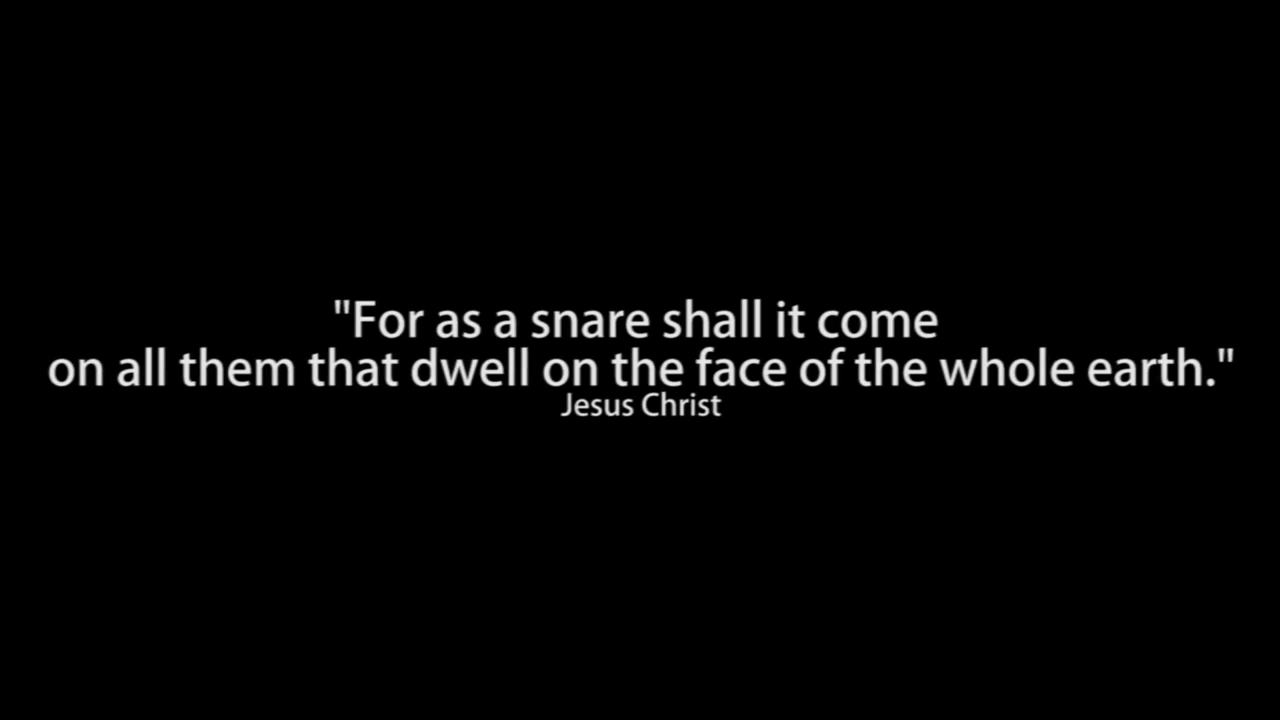 "For as a snare shall it come
on all them that dwell on the face of the whole earth."
Jesus Christ